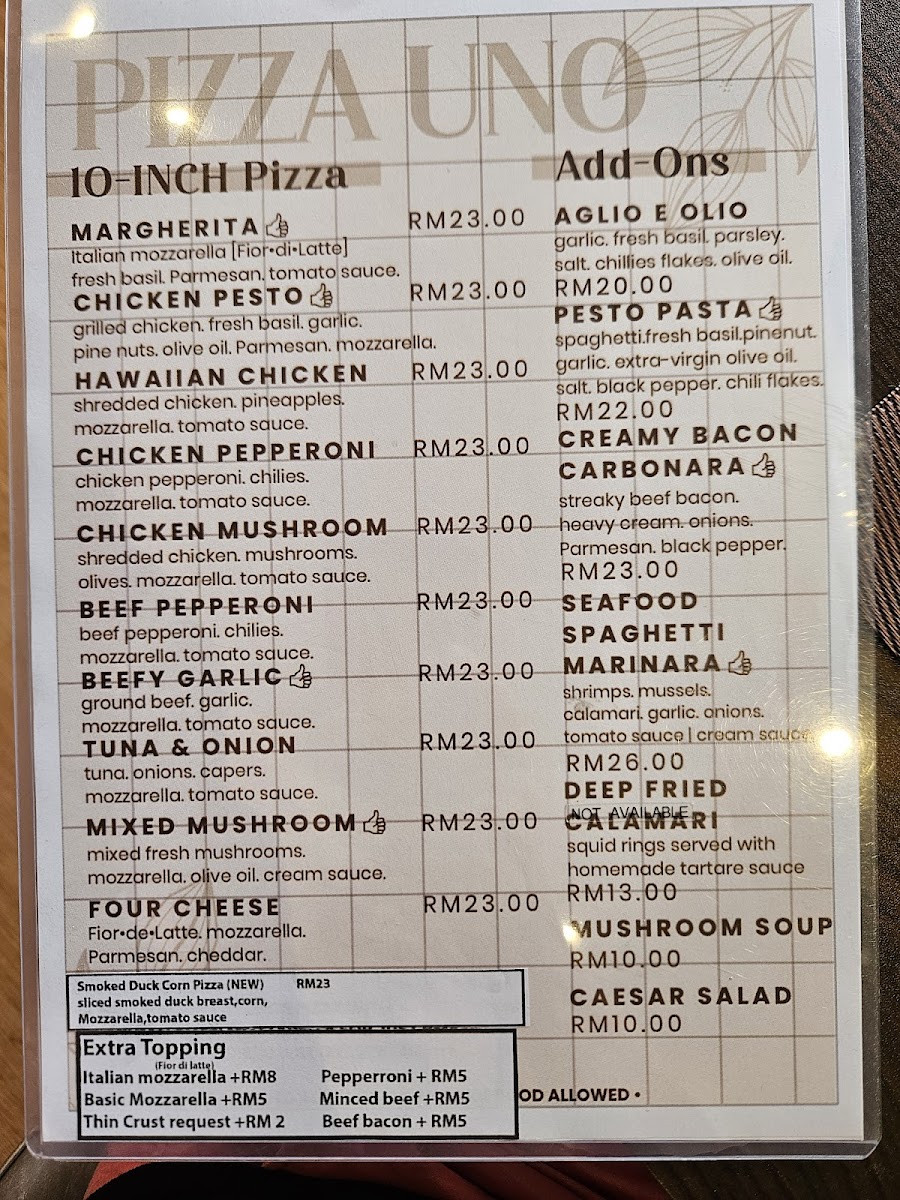 PIZZA UNO
10-INCH Pizza
MARGHERITA RM23.00
Italian mozzarella [Fior•di•Latte]
fresh basil. Parmesan. tomato sauce.
CHICKEN PESTO RM23.00
grilled chicken. fresh basil. garlic.
pine nuts. olive oil. Parmesan. mozzarella.
HAWAIIAN CHICKEN RM23.00
shredded chicken. pineapples.
mozzarella. tomato sauce.
CHICKEN PEPPERONI RM23.00
chicken pepperoni. chilies.
mozzarella. tomato sauce.
CHICKEN MUSHROOM RM23.00
shredded chicken. mushrooms.
olives. mozzarella. tomato sauce.
BEEF PEPPERONI RM23.00
beef pepperoni. chilies.
mozzarella. tomato sauce.
BEEFY GARLIC RM23.00
ground beef. garlic.
mozzarella. tomato sauce.
TUNA & ONION RM23.00
tuna. onions. capers.
mozzarella. tomato sauce.
MIXED MUSHROOM RM23.00
mixed fresh mushrooms.
mozzarella. olive oil. cream sauce.
FOUR CHEESE RM23.00
Fior•de•Latte. mozzarella.
Parmesan. cheddar.
Smoked Duck Corn Pizza (NEW) RM23
sliced smoked duck breast,corn,
Mozzarella,tomato sauce
Extra Topping
(Fior di latte)
Italian mozzarella +RM8 Pepperroni + RM5
Basic Mozzarella +RM5 Minced beef +RM5
Thin Crust request +RM 2 Beef bacon + RM5
Add-Ons
AGLIO E OLIO
garlic. fresh basil. parsley.
salt. chillies flakes. olive oil.
RM20.00
PESTO PASTA
spaghetti.fresh basil.pinenut.
garlic. extra-virgin olive oil.
salt. black pepper. chili flakes.
RM22.00
CREAMY BACON
CARBONARA
streaky beef bacon.
heavy cream. onions.
Parmesan. black pepper.
RM23.00
SEAFOOD
SPAGHETTI
MARINARA
shrimps. mussels.
calamari. garlic. onions.
tomato sauce | cream sauce
RM26.00
DEEP FRIED
NOT AVAILABLE
CALAMARI
squid rings served with
homemade tartare sauce
RM13.00
MUSHROOM SOUP
RM10.00
CAESAR SALAD
RM10.00
OD ALLOWED •